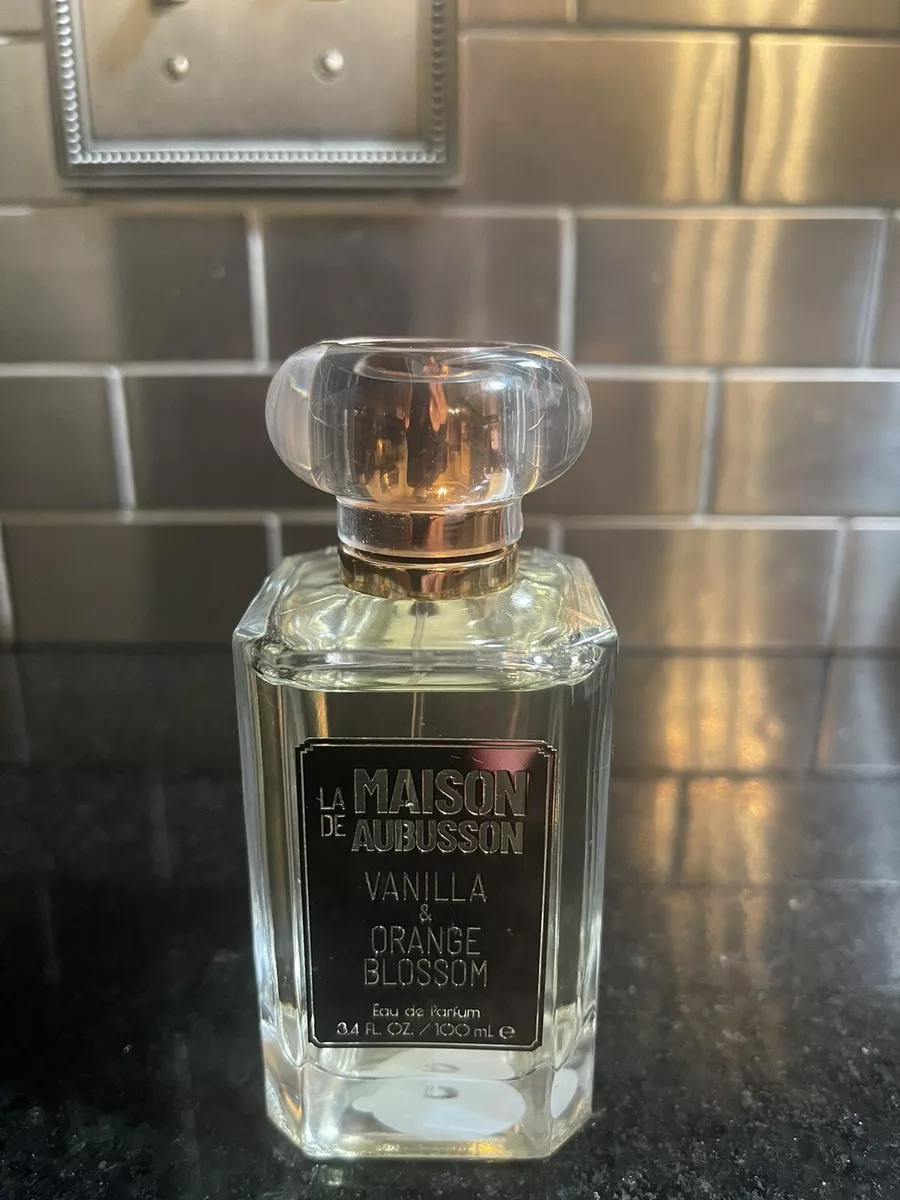 LA MAISON
DE AUBUSSON
VANILLA
&
ORANGE
BLOSSOM
Eau de Parfum
3.4 FL. OZ. / 100 mL ℮